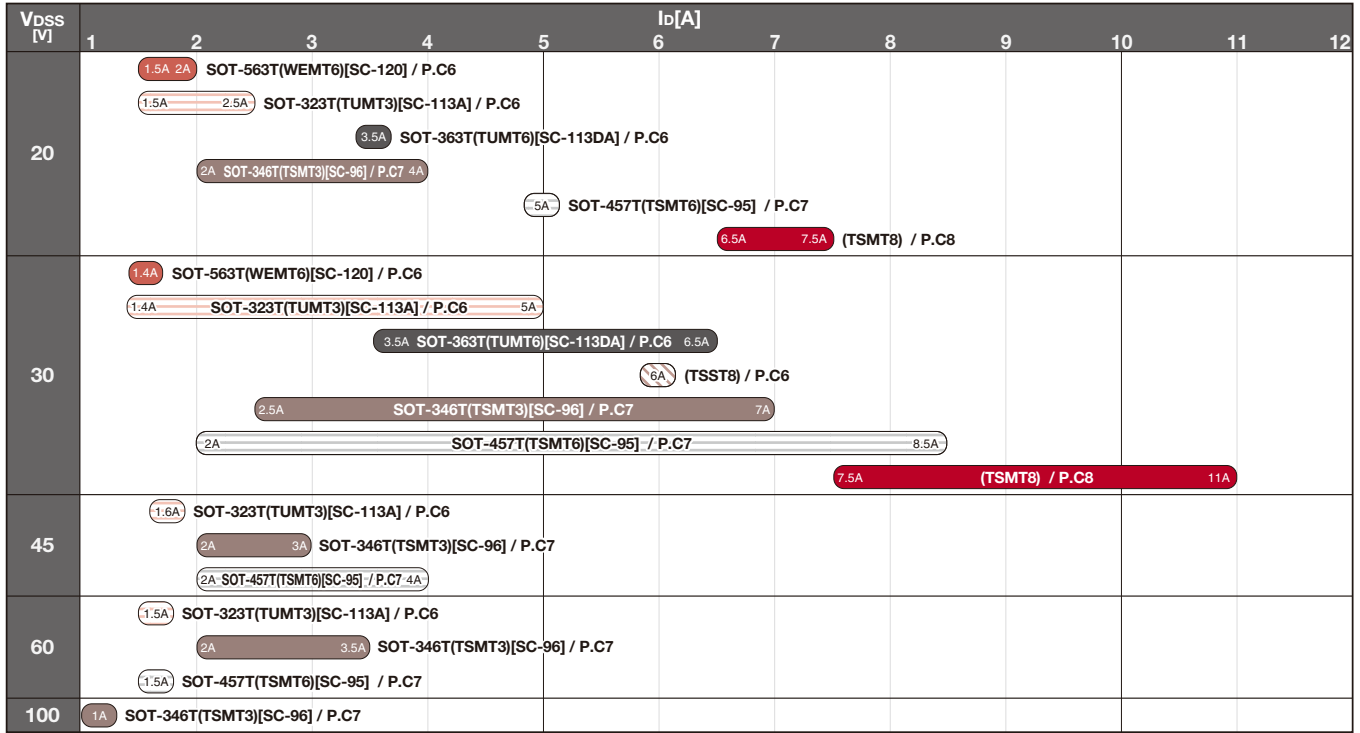 VDSS [V]
ID[A]
1 2 3 4 5 6 7 8 9 10 11 12
20
1.5A 2A SOT-563T(WEMT6)[SC-120] / P.C6
1.5A 2.5A SOT-323T(TUMT3)[SC-113A] / P.C6
3.5A SOT-363T(TUMT6)[SC-113DA] / P.C6
2A SOT-346T(TSMT3)[SC-96] / P.C7 4A
5A SOT-457T(TSMT6)[SC-95] / P.C7
6.5A 7.5A (TSMT8) / P.C8
30
1.4A SOT-563T(WEMT6)[SC-120] / P.C6
1.4A SOT-323T(TUMT3)[SC-113A] / P.C6 5A
3.5A SOT-363T(TUMT6)[SC-113DA] / P.C6 6.5A
6A (TSST8) / P.C6
2.5A SOT-346T(TSMT3)[SC-96] / P.C7 7A
2A SOT-457T(TSMT6)[SC-95] / P.C7 8.5A
7.5A (TSMT8) / P.C8 11A
45
1.6A SOT-323T(TUMT3)[SC-113A] / P.C6
2A 3A SOT-346T(TSMT3)[SC-96] / P.C7
2A SOT-457T(TSMT6)[SC-95] / P.C7 4A
60
1.5A SOT-323T(TUMT3)[SC-113A] / P.C6
2A 3.5A SOT-346T(TSMT3)[SC-96] / P.C7
1.5A SOT-457T(TSMT6)[SC-95] / P.C7
100
1A SOT-346T(TSMT3)[SC-96] / P.C7